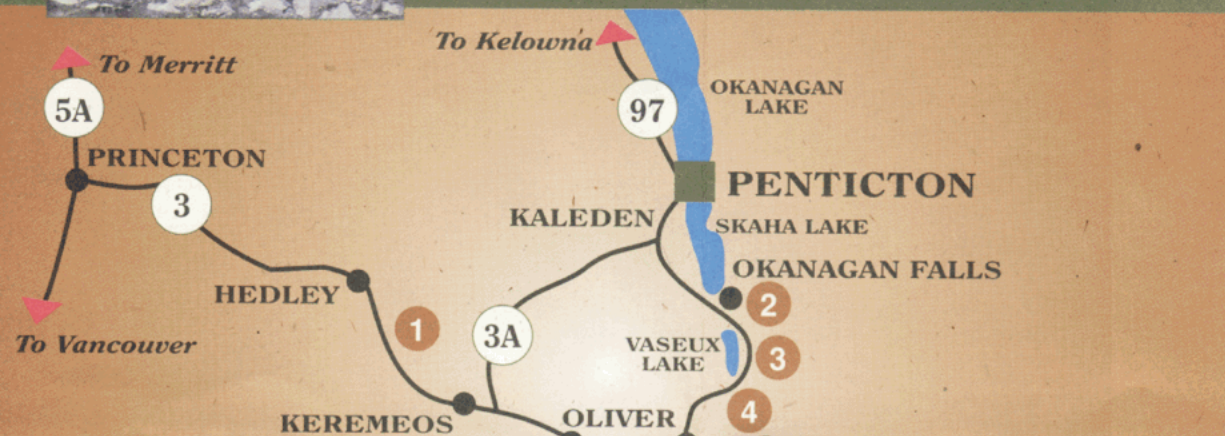 To Kelowna
To Merritt
5A
97
OKANAGAN
LAKE
PRINCETON
PENTICTON
3
KALEDEN
SKAHA LAKE
OKANAGAN FALLS
HEDLEY
2
To Vancouver
1
3A
VASEUX
LAKE
3
4
KEREMEOS
OLIVER